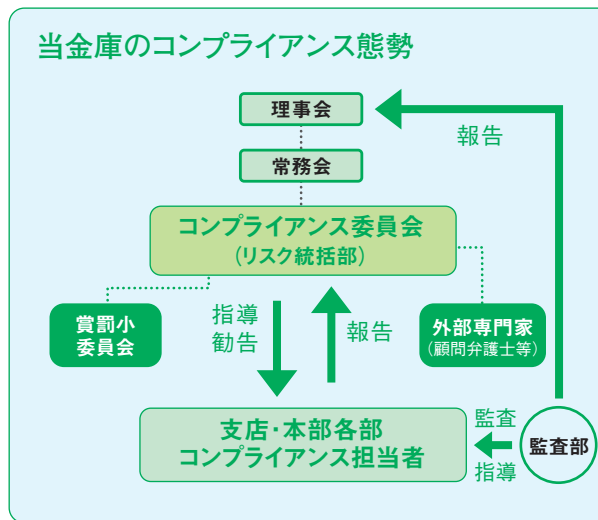 当金庫のコンプライアンス態勢
理事会
報告
常務会
コンプライアンス委員会
(リスク統括部)
賞罰小
委員会
指導
勧告
報告
外部専門家
(顧問弁護士等)
支店・本部各部
コンプライアンス担当者
監査
指導
監査部